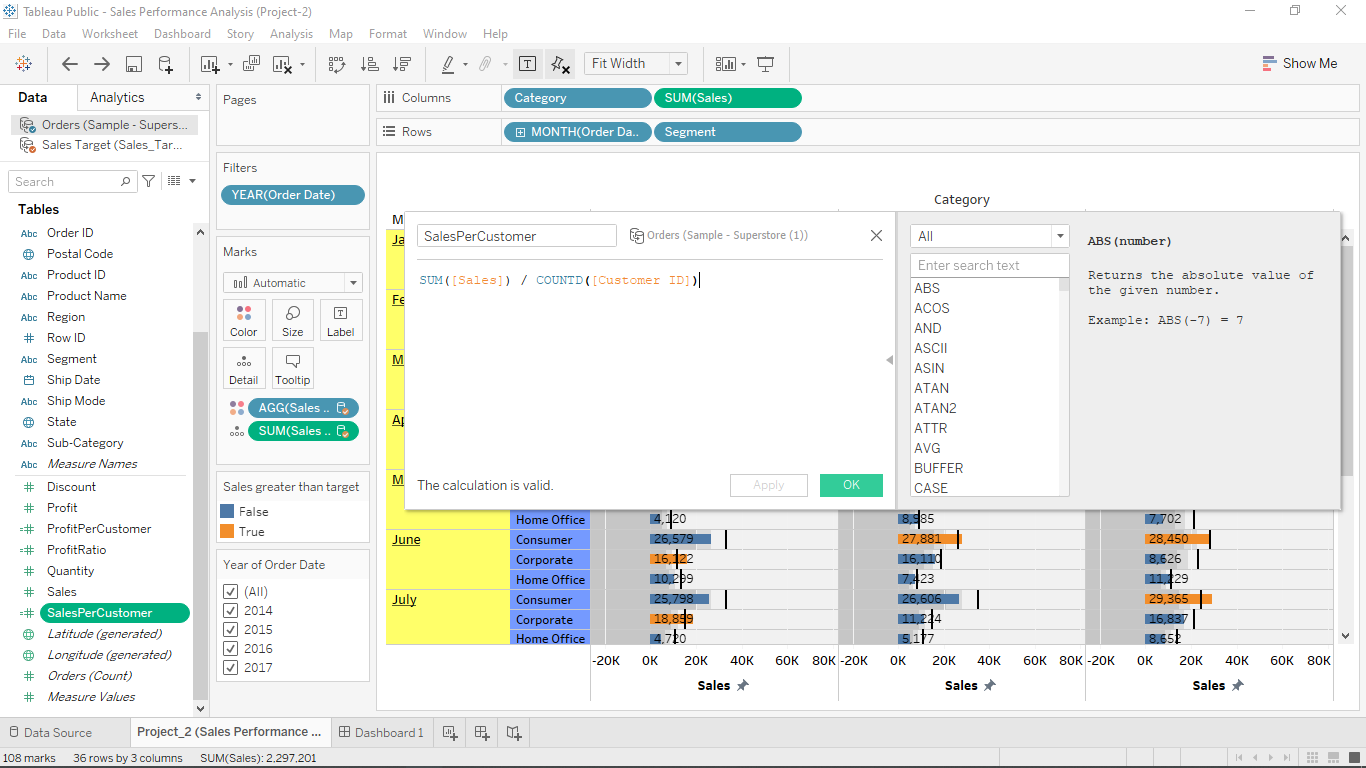 Tableau Public - Sales Performance Analysis (Project-2)
File Data Worksheet Dashboard Story Analysis Map Format Window Help
Fit Width
Show Me
Data Analytics
Orders (Sample - Supers...
Sales Target (Sales_Tar...
Search
Tables
Abc Order ID
Postal Code
Abc Product ID
Abc Product Name
Abc Region
# Row ID
Abc Segment
Ship Date
Abc Ship Mode
State
Abc Sub-Category
Abc Measure Names
# Discount
# Profit
=# ProfitPerCustomer
=# ProfitRatio
# Quantity
# Sales
=# SalesPerCustomer
Latitude (generated)
Longitude (generated)
# Orders (Count)
# Measure Values
Pages
Filters
YEAR(Order Date)
Marks
Automatic
Color Size Label
Detail Tooltip
AGG(Sales ..
SUM(Sales ..
Sales greater than target
False
True
Year of Order Date
(All)
2014
2015
2016
2017
Columns Category SUM(Sales)
Rows MONTH(Order Da.. Segment
Category
M
Ja
Fe
M
Ap
M
SalesPerCustomer
Orders (Sample - Superstore (1))
SUM([Sales]) / COUNTD([Customer ID])
The calculation is valid.
Apply OK
All
Enter search text
ABS
ACOS
AND
ASCII
ASIN
ATAN
ATAN2
ATTR
AVG
BUFFER
CASE
ABS(number)
Returns the absolute value of
the given number.
Example: ABS(-7) = 7
Home Office 4,120 8,985 7,702
June Consumer 26,579 27,881 28,450
Corporate 16,122 16,110 8,626
Home Office 10,299 7,423 11,229
July Consumer 25,798 26,606 29,365
Corporate 18,859 11,224 16,837
Home Office 4,720 5,177 8,652
-20K 0K 20K 40K 60K 80K -20K 0K 20K 40K 60K 80K -20K 0K 20K 40K 60K 80K
Sales Sales Sales
Data Source Project_2 (Sales Performance ... Dashboard 1
108 marks 36 rows by 3 columns SUM(Sales): 2,297,201